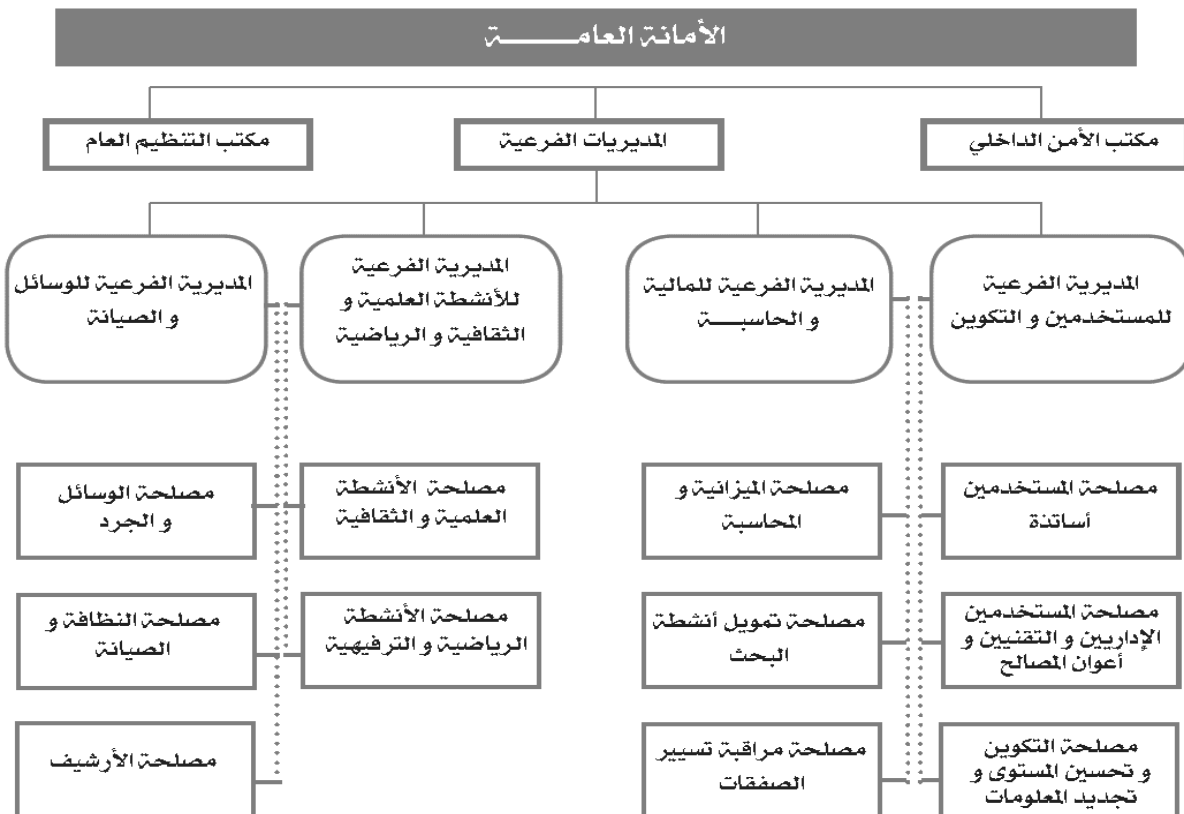 الأمانة العامـــــــة
مكتب الأمن الداخلي
المديريات الفرعية
مكتب التنظيم العام
المديرية الفرعية
للمستخدمين و التكوين
المديرية الفرعية للمالية
و الحاسبـــة
المديرية الفرعية
للأنشطة العلمية و
الثقافية و الرياضية
المديرية الفرعية للوسائل
و الصيانة
مصلحة المستخدمين
أساتذة
مصلحة الميزانية و
المحاسبة
مصلحة الأنشطة
العلمية و الثقافية
مصلحة الوسائل
و الجرد
مصلحة المستخدمين
الإداريين و التقنيين و
أعوان المصالح
مصلحة تمويل أنشطة
البحث
مصلحة الأنشطة
الرياضية و الترفيهية
مصلحة النظافة و
الصيانة
مصلحة التكوين
و تحسين المستوى و
تجديد المعلومات
مصلحة مراقبة تسيير
الصفقات
مصلحة الأرشيف